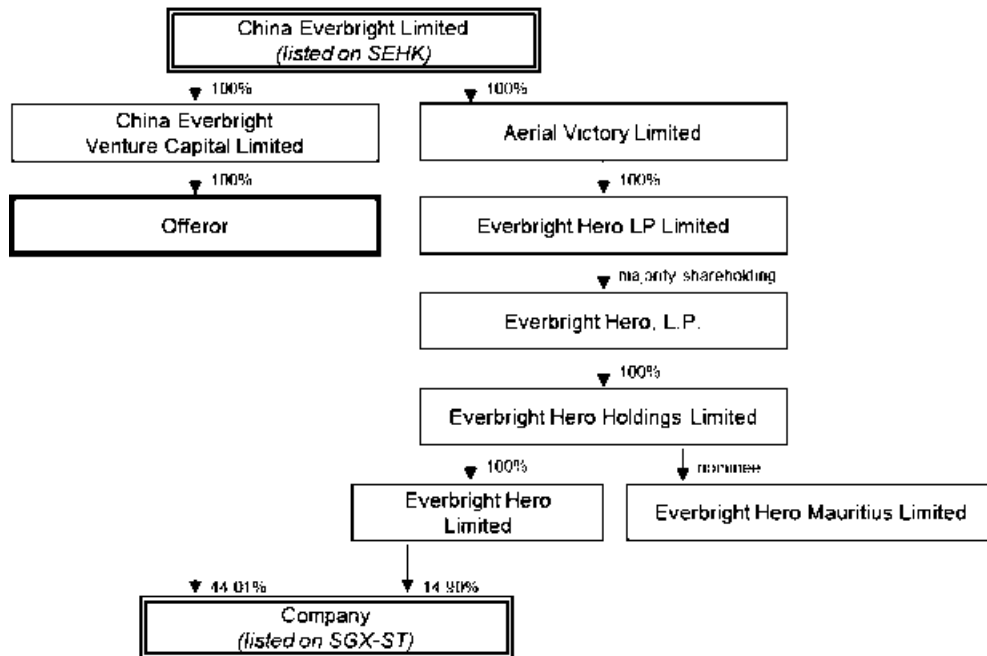 China Everbright Limited
(listed on SEHK)
100%
100%
China Everbright
Venture Capital Limited
Aerial Victory Limited
100%
100%
Offeror
Everbright Hero LP Limited
majority shareholding
Everbright Hero, L.P.
100%
Everbright Hero Holdings Limited
100%
nominee
Everbright Hero
Limited
Everbright Hero Mauritius Limited
44.01%
14.90%
Company
(listed on SGX-ST)